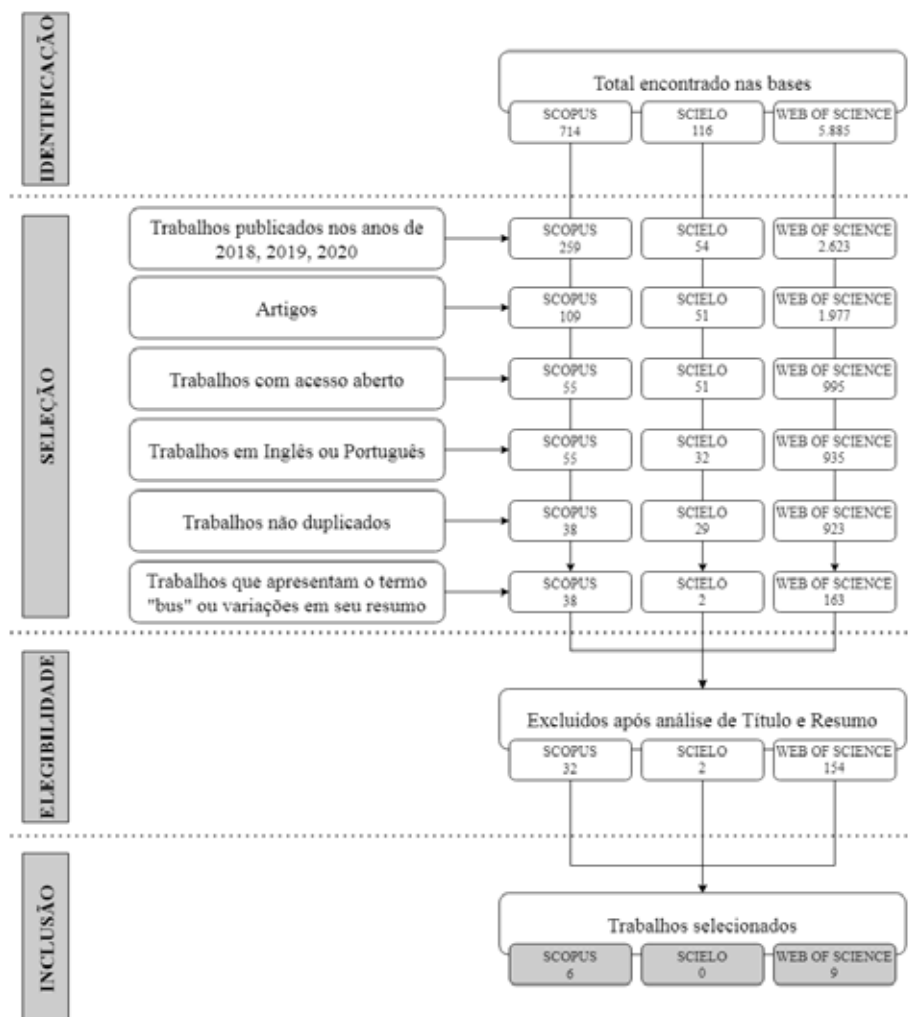 IDENTIFICAÇÃO
Total encontrado nas bases
SCOPUS
714
SCIELO
116
WEB OF SCIENCE
5.885
SELEÇÃO
Trabalhos publicados nos anos de
2018, 2019, 2020
SCOPUS
259
SCIELO
54
WEB OF SCIENCE
2.623
Artigos
SCOPUS
109
SCIELO
51
WEB OF SCIENCE
1.977
Trabalhos com acesso aberto
SCOPUS
55
SCIELO
51
WEB OF SCIENCE
995
Trabalhos em Inglês ou Português
SCOPUS
55
SCIELO
32
WEB OF SCIENCE
935
Trabalhos não duplicados
SCOPUS
38
SCIELO
29
WEB OF SCIENCE
923
Trabalhos que apresentam o termo
"bus" ou variações em seu resumo
SCOPUS
38
SCIELO
2
WEB OF SCIENCE
163
ELEGIBILIDADE
Excluídos após análise de Título e Resumo
SCOPUS
32
SCIELO
2
WEB OF SCIENCE
154
INCLUSÃO
Trabalhos selecionados
SCOPUS
6
SCIELO
0
WEB OF SCIENCE
9